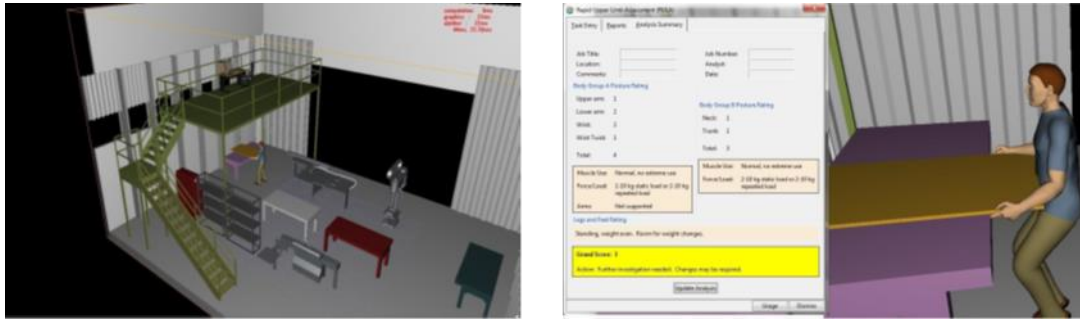 Rapid Upper Limb Assessment (RULA)
Task Entry Reports Analysis Summary
Job Title: Job Number:
Location: Analyst:
Comments: Date:
Body Group A Posture Rating
Upper arm: 1
Lower arm: 2
Wrist:
Wrist Twist: 1
Total: 4
Body Group B Posture Rating
Neck: 1
Trunk: 1
Total: 3
Muscle Use: Normal, no extreme use
Force/Load: 2-10 kg static load or 2-10 kg
repeated load
Arms: Not supported
Muscle Use: Normal, no extreme use
Force/Load: 2-10 kg static load or 2-10 kg
repeated load
Legs and Feet Rating
Standing, weight even. Room for weight changes.
Grand Score: 3
Action: Further investigation needed. Changes may be required.
Update Analysis
Usage Dismiss